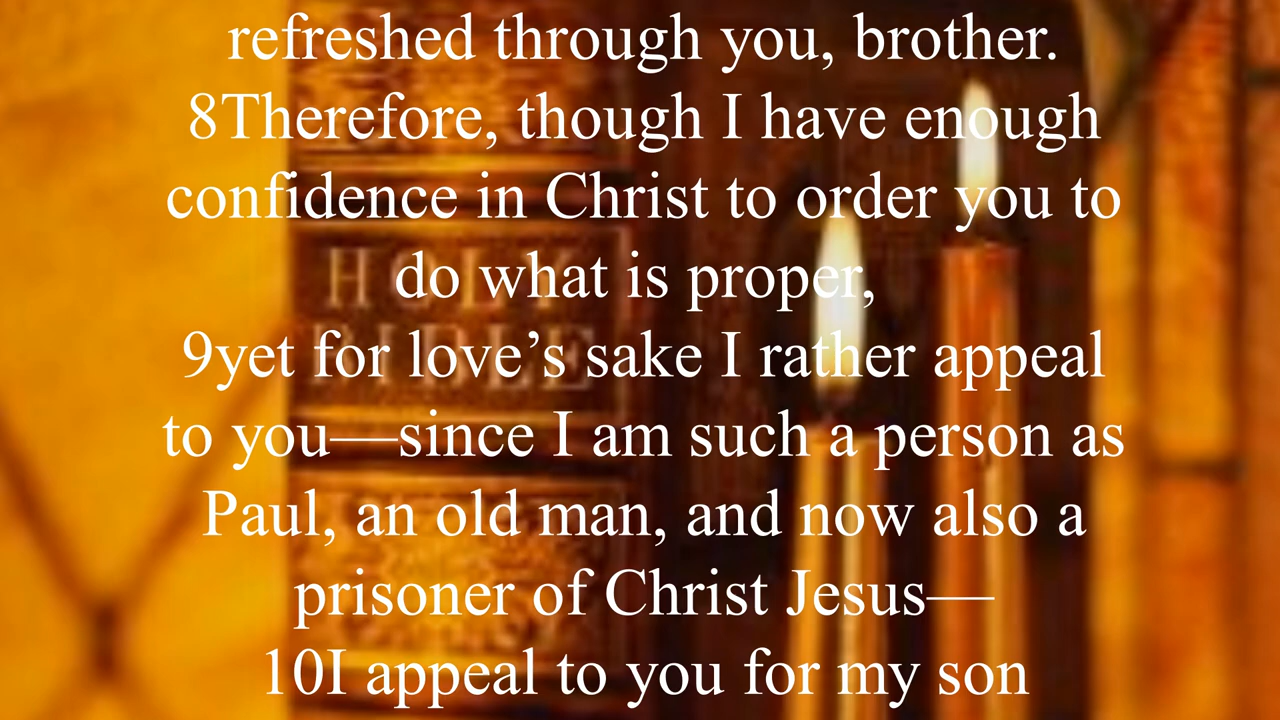 refreshed through you, brother.
8Therefore, though I have enough
confidence in Christ to order you to
do what is proper,
9yet for love’s sake I rather appeal
to you—since I am such a person as
Paul, an old man, and now also a
prisoner of Christ Jesus—
10I appeal to you for my son
HOLY
BIBLE